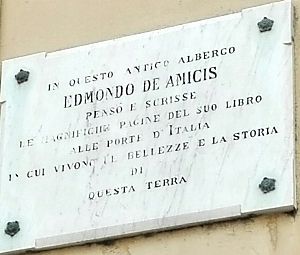 IN QUESTO ANTICO ALBERGO
EDMONDO DE AMICIS
PENSÒ E SCRISSE
LE MAGNIFICHE PAGINE DEL SUO LIBRO
ALLE PORTE D'ITALIA
IN CUI VIVONO LE BELLEZZE E LA STORIA
DI
QUESTA TERRA